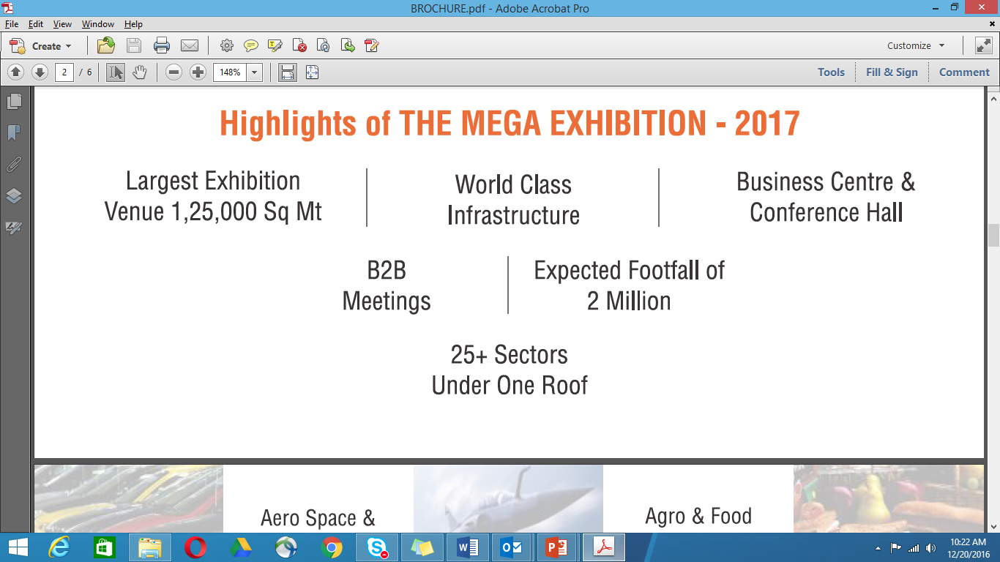 BROCHURE.pdf - Adobe Acrobat Pro
File Edit View Window Help
Create Customize
2 / 6 148% Tools Fill & Sign Comment
Highlights of THE MEGA EXHIBITION - 2017
Largest Exhibition
Venue 1,25,000 Sq Mt
World Class
Infrastructure
Business Centre &
Conference Hall
B2B
Meetings
Expected Footfall of
2 Million
25+ Sectors
Under One Roof
Aero Space &
Agro & Food
10:22 AM
12/20/2016